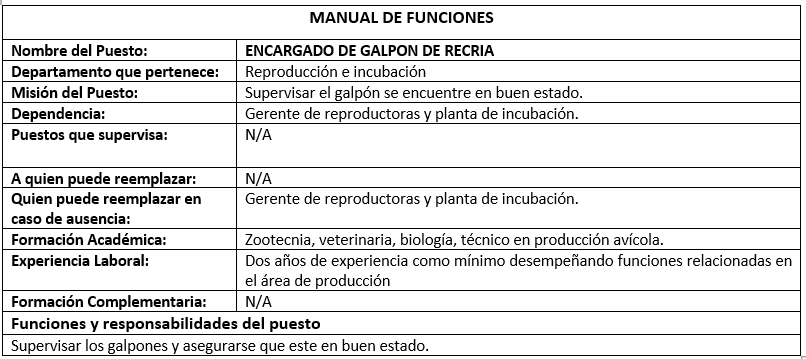 MANUAL DE FUNCIONES
Nombre del Puesto: ENCARGADO DE GALPON DE RECRIA
Departamento que pertenece: Reproducción e incubación
Misión del Puesto: Supervisar el galpón se encuentre en buen estado.
Dependencia: Gerente de reproductoras y planta de incubación.
Puestos que supervisa: N/A
A quien puede reemplazar: N/A
Quien puede reemplazar en Gerente de reproductoras y planta de incubación.
caso de ausencia:
Formación Académica: Zootecnia, veterinaria, biología, técnico en producción avícola.
Experiencia Laboral: Dos años de experiencia como mínimo desempeñando funciones relacionadas en
el área de producción
Formación Complementaria: N/A
Funciones y responsabilidades del puesto
Supervisar los galpones y asegurarse que este en buen estado.